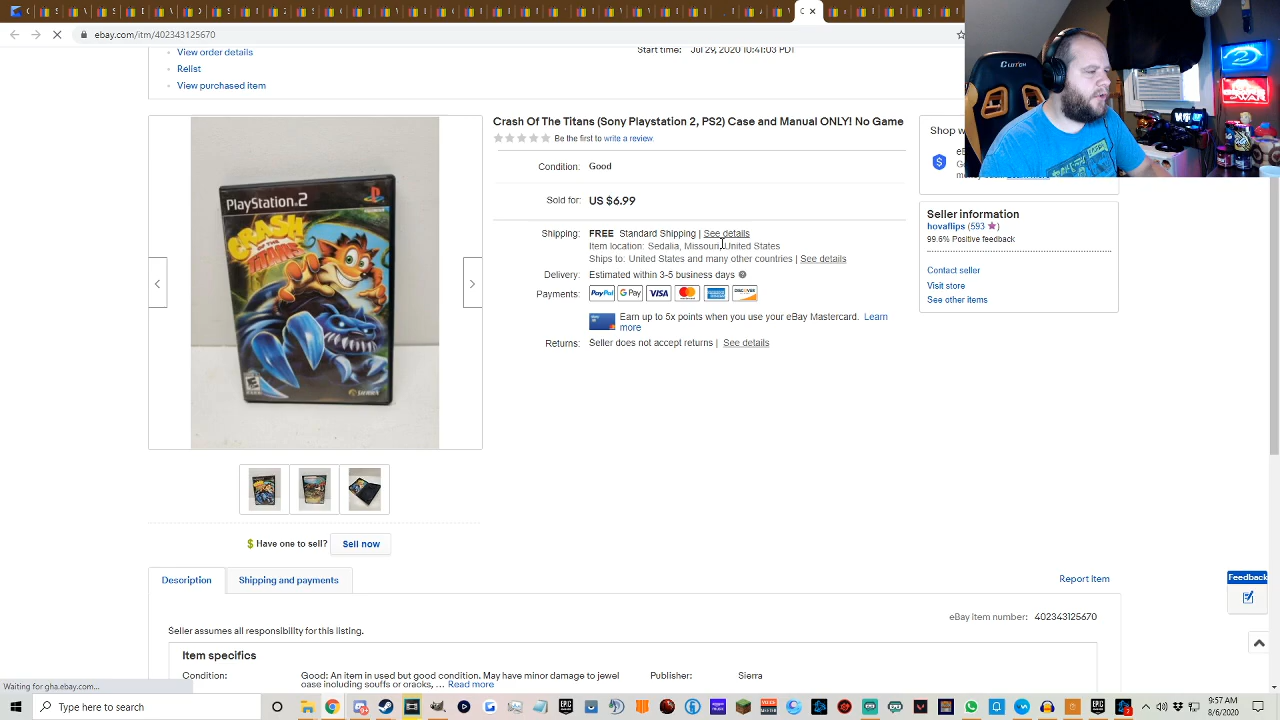 ebay.com/itm/402343125670
View order details
Start time: Jul 29, 2020 10:41:03 PDT
Relist
View purchased item
Crash Of The Titans (Sony Playstation 2, PS2) Case and Manual ONLY! No Game
Be the first to write a review.
Condition: Good
Sold for: US $6.99
Shipping: FREE Standard Shipping | See details
Item location: Sedalia, Missouri, United States
Ships to: United States and many other countries | See details
Delivery: Estimated within 3-5 business days
Payments: PayPal G Pay VISA
Earn up to 5x points when you use your eBay Mastercard. Learn
more
Returns: Seller does not accept returns | See details
Shop w
Seller information
hovaflips (593 )
99.6% Positive feedback
Contact seller
Visit store
See other items
PlayStation.2
CRASH
OF THE
TITANS
$ Have one to sell? Sell now
Description
Shipping and payments
Report item
eBay item number: 402343125670
Seller assumes all responsibility for this listing.
Item specifics
Condition: Good: An item in used but good condition. May have minor damage to jewel
case including scuffs or cracks, ... Read more
Publisher: Sierra
Feedback
Waiting for gha.ebay.com...
Type here to search
9:57 AM
8/6/2020